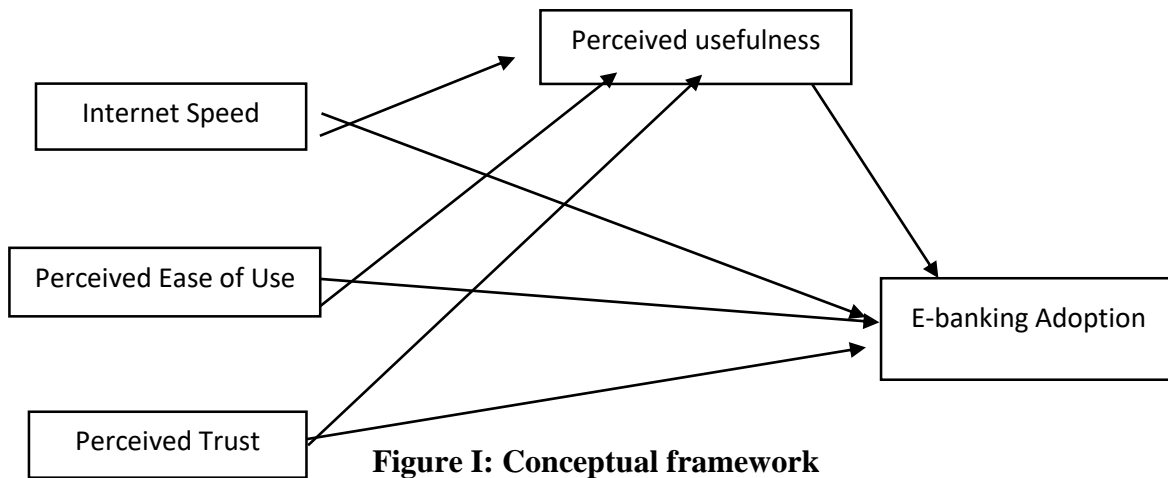 Perceived usefulness
Internet Speed
Perceived Ease of Use
E-banking Adoption
Perceived Trust
Figure I: Conceptual framework